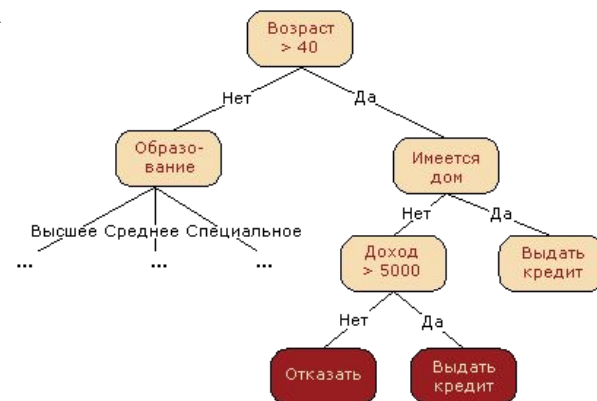 Возраст
> 40
Нет
Да
Образо-
вание
Имеется
дом
Высшее Среднее Специальное
... ... ...
Нет
Да
Доход
> 5000
Выдать
кредит
Нет
Да
Отказать
Выдать
кредит